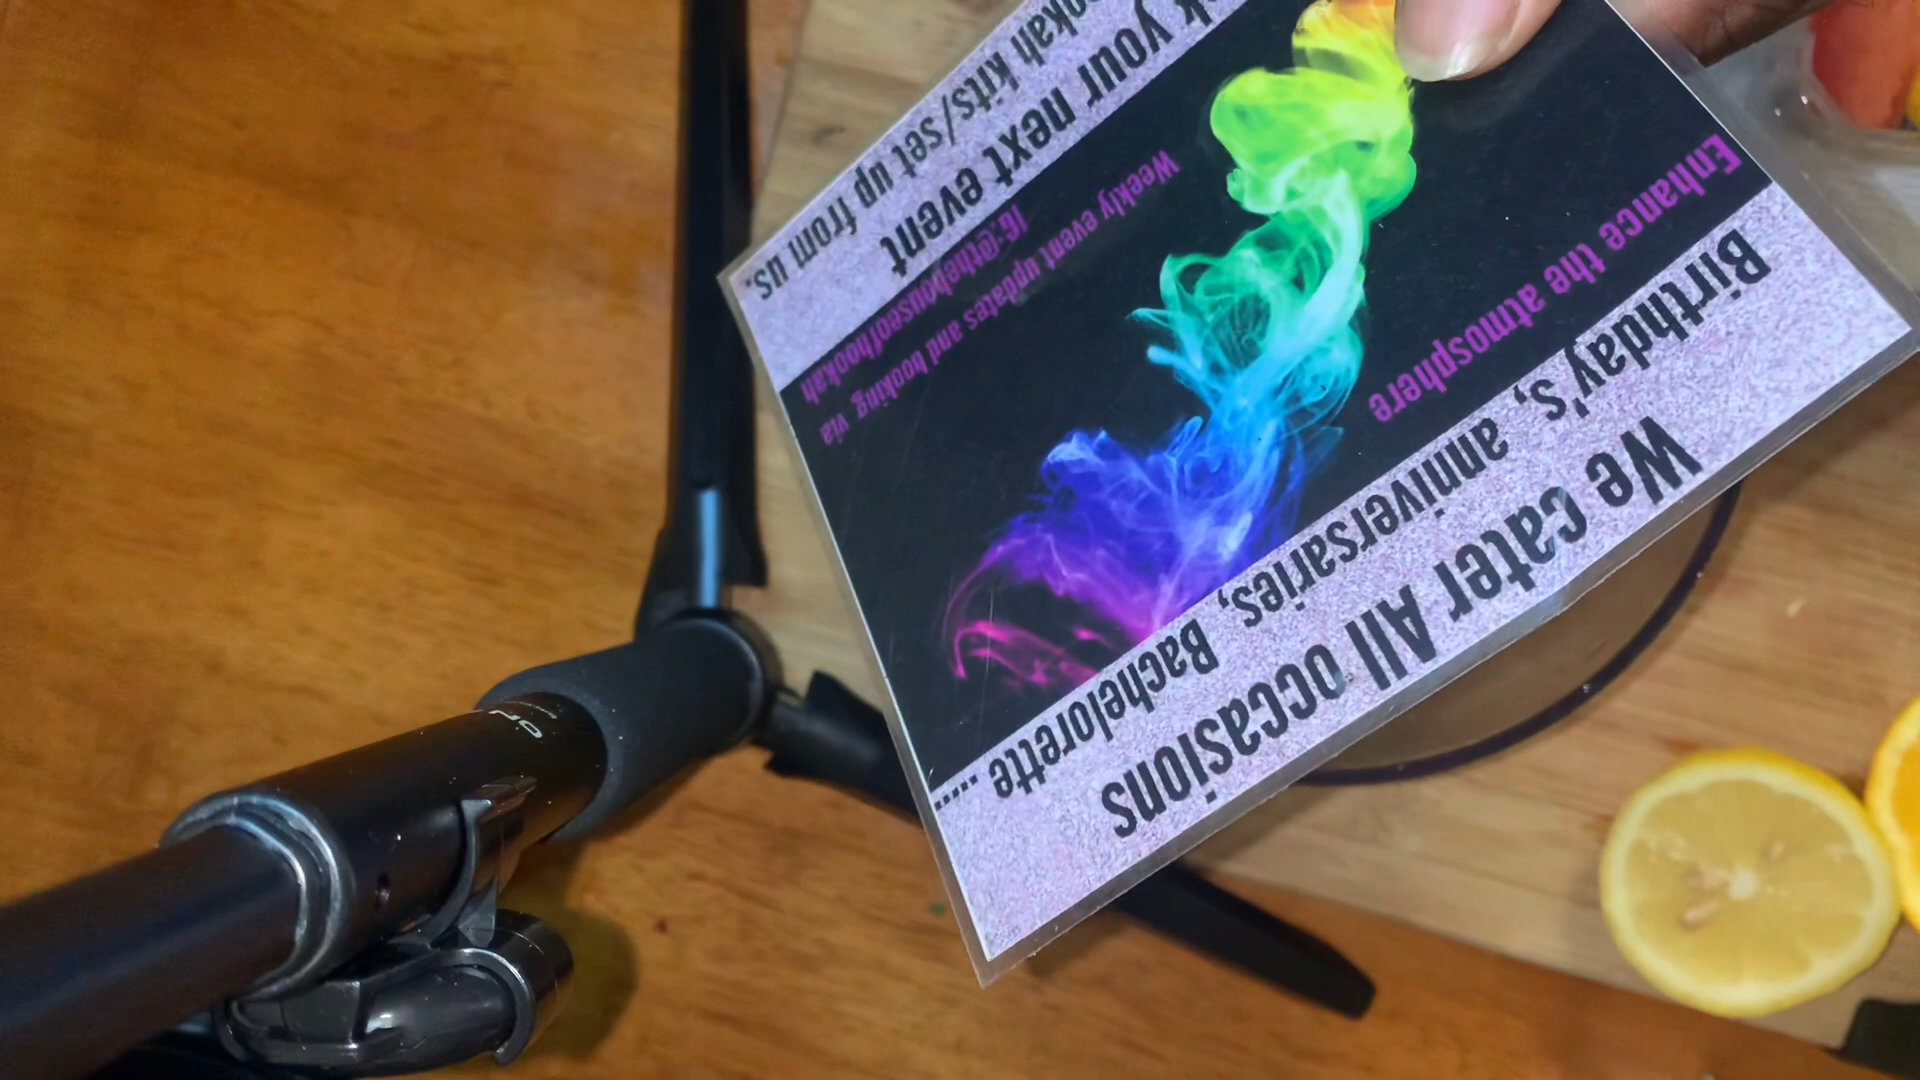 We cater All occasions
Birthday's, anniversaries, Bachelorette .....
Enhance the atmosphere
Weekly event updates and booking via
IG:@thehouseofhookah
your next event
kits/set up from us.